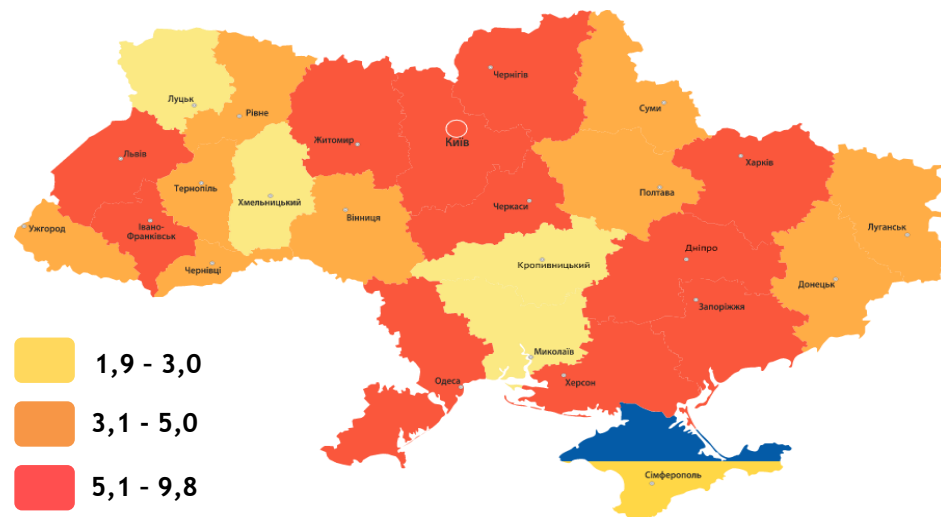 Чернігів
Луцьк
Рівне
Суми
Житомир
Київ
Львів
Харків
Тернопіль
Хмельницький
Полтава
Черкаси
Вінниця
Ужгород
Івано-
Франківськ
Луганськ
Дніпро
Чернівці
Кропивницький
Донецьк
Запоріжжя
Миколаїв
1,9 - 3,0
Одеса
Херсон
3,1 - 5,0
Сімферополь
5,1 - 9,8